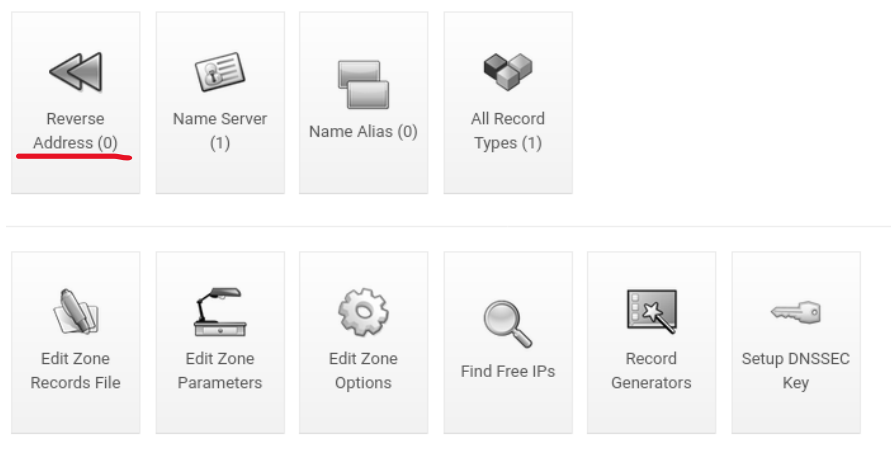 Reverse
Address (0)
Name Server
(1)
Name Alias (0)
All Record
Types (1)
Edit Zone
Records File
Edit Zone
Parameters
Edit Zone
Options
Find Free IPs
Record
Generators
Setup DNSSEC
Key